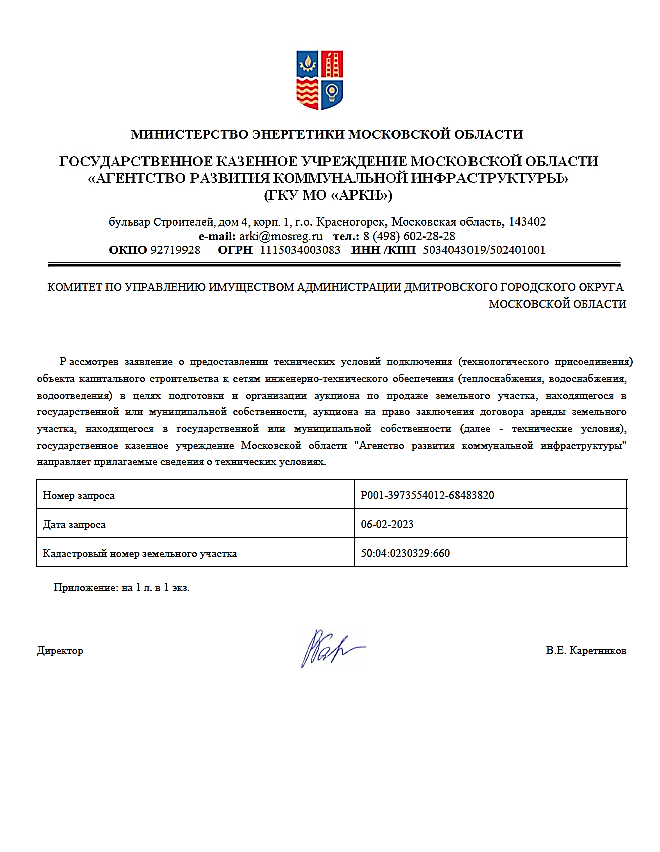 МИНИСТЕРСТВО ЭНЕРГЕТИКИ МОСКОВСКОЙ ОБЛАСТИ
ГОСУДАРСТВЕННОЕ КАЗЕННОЕ УЧРЕЖДЕНИЕ МОСКОВСКОЙ ОБЛАСТИ
«АГЕНТСТВО РАЗВИТИЯ КОММУНАЛЬНОЙ ИНФРАСТРУКТУРЫ»
(ГКУ МО «АРКИ»)
бульвар Строителей, дом 4, корп. 1, г.о. Красногорск, Московская область, 143402
e-mail: arki@mosreg.ru тел.: 8 (498) 602-28-28
ОКПО 92719928 ОГРН 1115034003083 ИНН /КПП 5034043019/502401001
КОМИТЕТ ПО УПРАВЛЕНИЮ ИМУЩЕСТВОМ АДМИНИСТРАЦИИ ДМИТРОВСКОГО ГОРОДСКОГО ОКРУГА
МОСКОВСКОЙ ОБЛАСТИ
Рассмотрев заявление о предоставлении технических условий подключения (технологического присоединения)
объекта капитального строительства к сетям инженерно-технического обеспечения (теплоснабжения, водоснабжения,
водоотведения) в целях подготовки и организации аукциона по продаже земельного участка, находящегося в
государственной или муниципальной собственности, аукциона на право заключения договора аренды земельного
участка, находящегося в государственной или муниципальной собственности (далее - технические условия),
государственное казенное учреждение Московской области "Агенство развития коммунальной инфраструктуры"
направляет прилагаемые сведения о технических условиях.
Номер запроса P001-3973554012-68483820
Дата запроса 06-02-2023
Кадастровый номер земельного участка 50:04:0230329:660
Приложение: на 1 л. в 1 экз.
Директор В.Е. Каретников